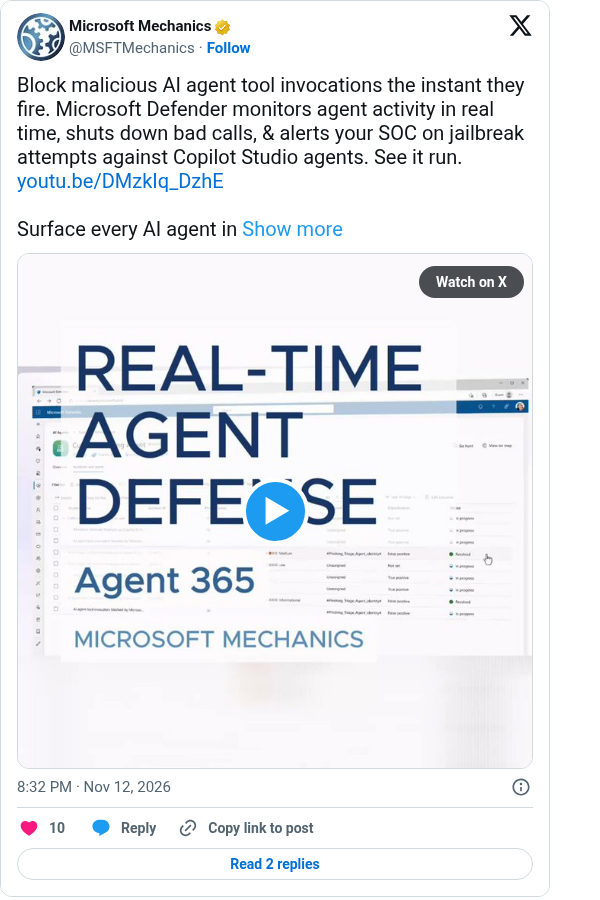 Microsoft Mechanics
@MSFTMechanics · Follow
Block malicious AI agent tool invocations the instant they
fire. Microsoft Defender monitors agent activity in real
time, shuts down bad calls, & alerts your SOC on jailbreak
attempts against Copilot Studio agents. See it run.
youtu.be/DMzkIq_DzhE
Surface every AI agent in Show more
Watch on X
REAL-TIME
AGENT
DEFENSE
Agent 365
MICROSOFT MECHANICS
8:32 PM · Nov 12, 2026
10 Reply Copy link to post
Read 2 replies